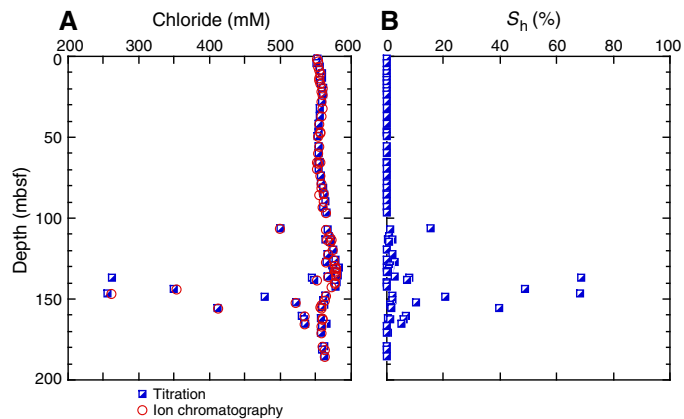 A
Chloride (mM)
200 300 400 500 600
B
Sh (%)
0 20 40 60 80 100
Depth (mbsf)
0
50
100
150
200
Titration
Ion chromatography